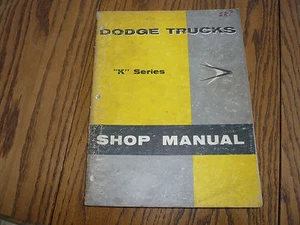 DODGE TRUCKS
"K" Series
SHOP MANUAL